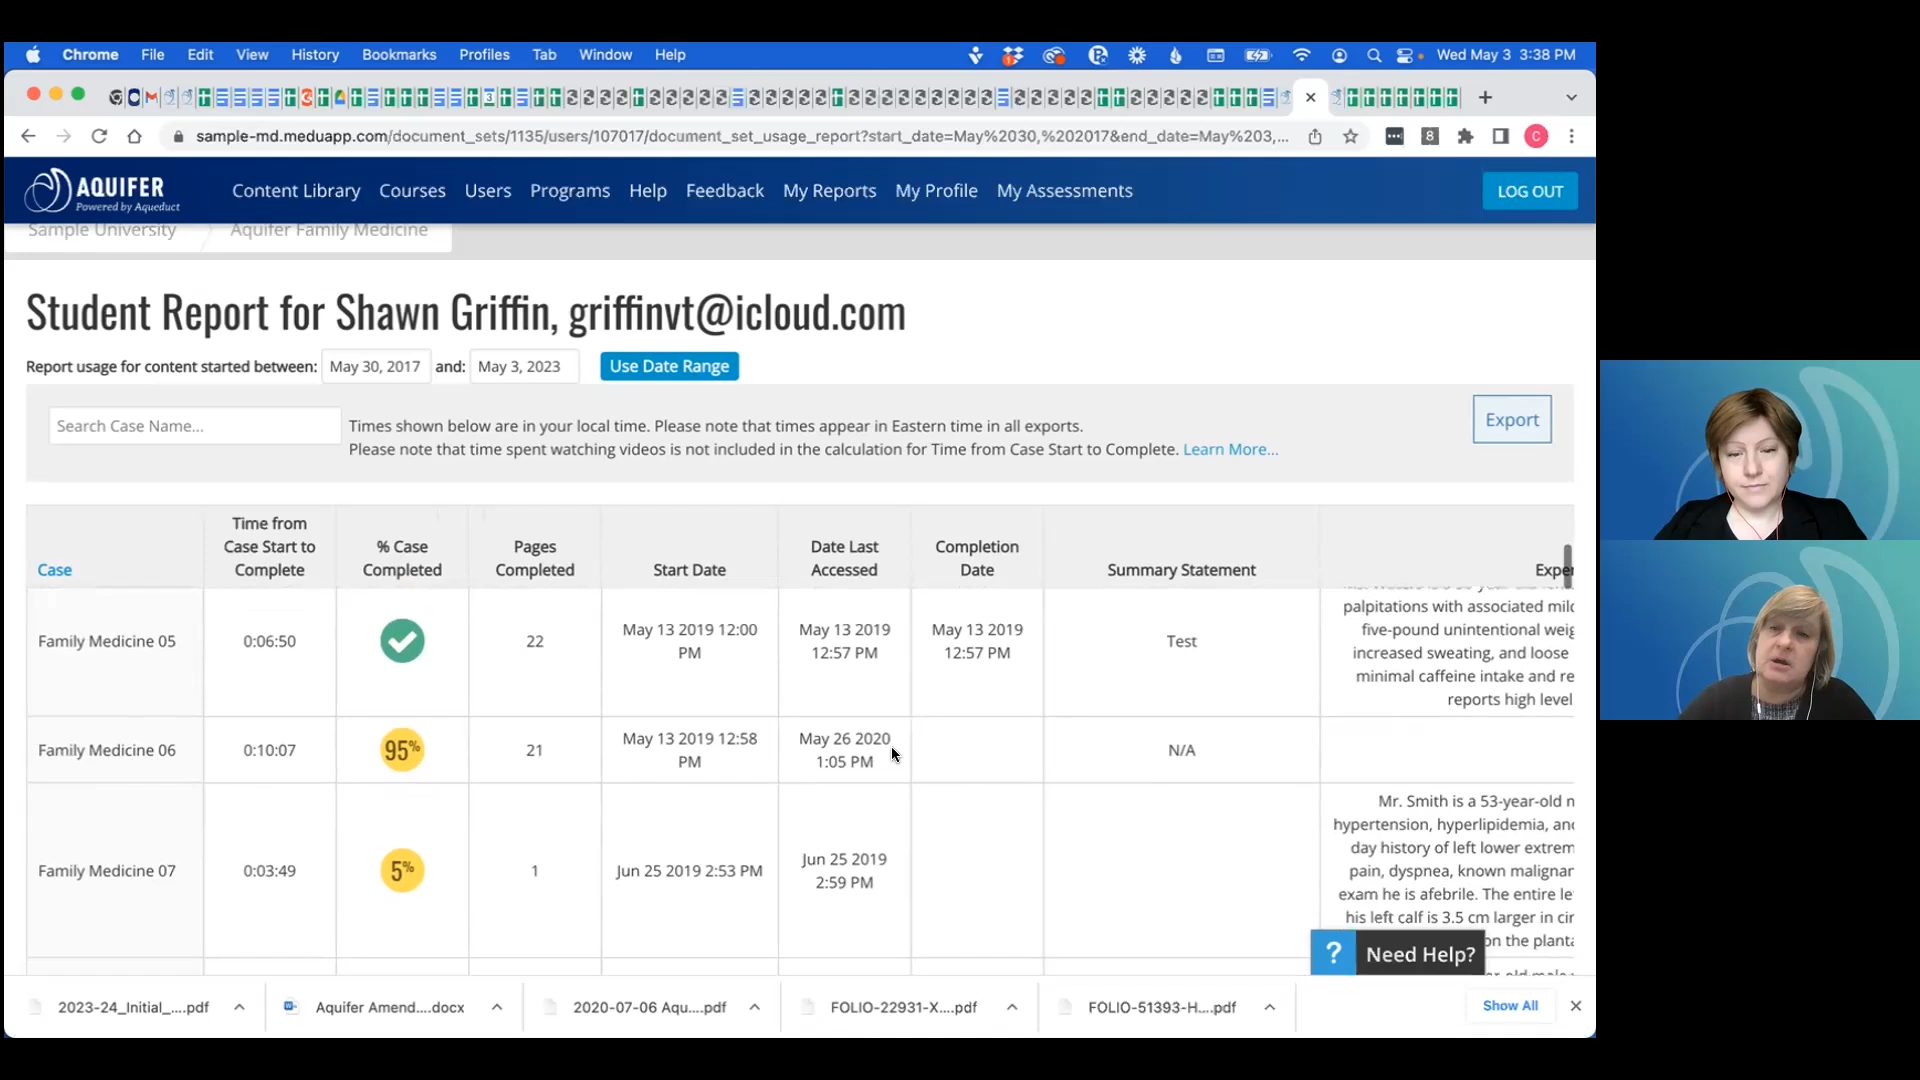 Chrome File Edit View History Bookmarks Profiles Tab Window Help Wed May 3 3:38 PM
sample-md.meduapp.com/document_sets/1135/users/107017/document_set_usage_report?start_date=May%2030,%202017&end_date=May%203,...
AQUIFER
Powered by Aqueduct
Content Library Courses Users Programs Help Feedback My Reports My Profile My Assessments LOG OUT
Sample University Aquifer Family Medicine
Student Report for Shawn Griffin, griffinvt@icloud.com
Report usage for content started between: May 30, 2017 and: May 3, 2023 Use Date Range
Search Case Name...
Times shown below are in your local time. Please note that times appear in Eastern time in all exports.
Please note that time spent watching videos is not included in the calculation for Time from Case Start to Complete. Learn More...
Export
Case
Time from Case Start to Complete
% Case Completed
Pages Completed
Start Date
Date Last Accessed
Completion Date
Summary Statement
Exper
Family Medicine 05
0:06:50
22
May 13 2019 12:00 PM
May 13 2019 12:57 PM
May 13 2019 12:57 PM
Test
palpitations with associated mild
five-pound unintentional weig
increased sweating, and loose
minimal caffeine intake and re
reports high level
Family Medicine 06
0:10:07
95%
21
May 13 2019 12:58 PM
May 26 2020 1:05 PM
N/A
Family Medicine 07
0:03:49
5%
1
Jun 25 2019 2:53 PM
Jun 25 2019 2:59 PM
Mr. Smith is a 53-year-old m
hypertension, hyperlipidemia, and
day history of left lower extrem
pain, dyspnea, known malignan
exam he is afebrile. The entire le
his left calf is 3.5 cm larger in cir
on the planta
? Need Help?
2023-24_Initial_....pdf
Aquifer Amend....docx
2020-07-06 Aqu....pdf
FOLIO-22931-X....pdf
FOLIO-51393-H....pdf
Show All